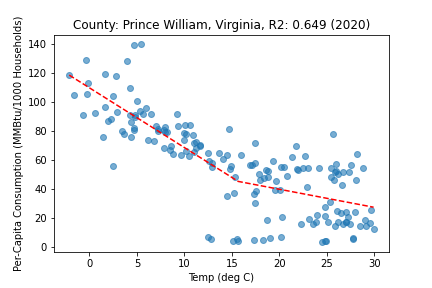 County: Prince William, Virginia, R2: 0.649 (2020)
Per-Capita Consumption (MMBtu/1000 Households)
140
120
100
80
60
40
20
0
0 5 10 15 20 25 30
Temp (deg C)